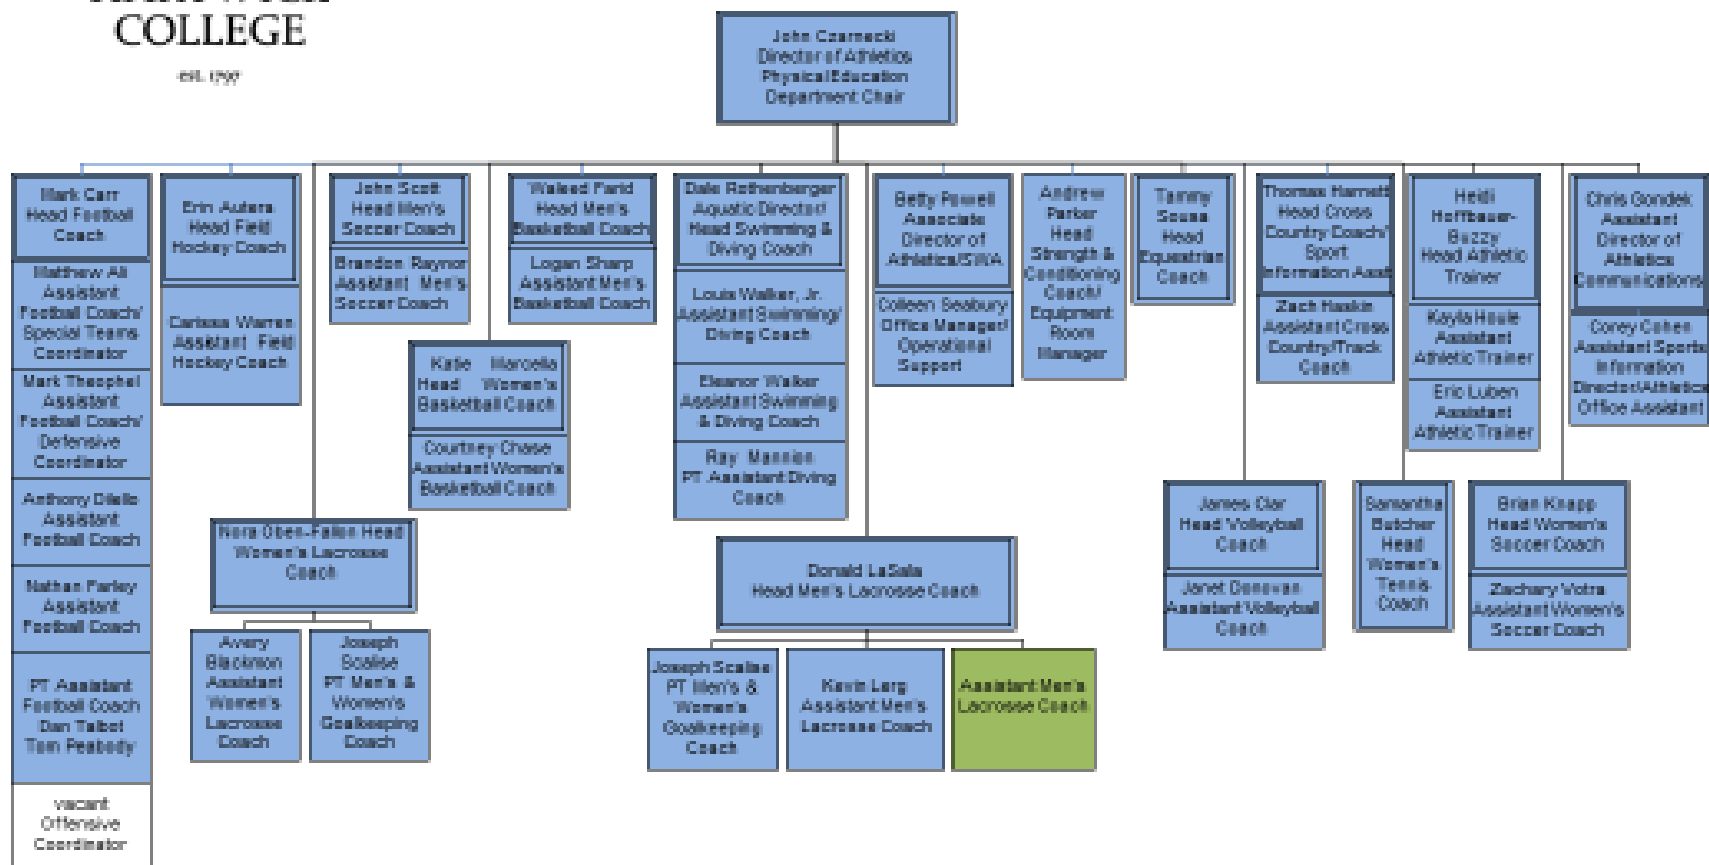 COLLEGE
est. 1797
John Czarnecki
Director of Athletics
Physical Education
Department Chair
Mark Carr
Head Football
Coach
Matthew Ali
Assistant
Football Coach/
Special Teams
Coordinator
Mark Theophel
Assistant
Football Coach/
Defensive
Coordinator
Anthony
Assistant
Football Coach
Nathan Farley
Assistant
Football Coach
PT Assistant
Football Coach
Dan Talbot
Tom Peabody
vacant
Offensive
Coordinator
Erin Autera
Head Field
Hockey Coach
Carissa Warren
Assistant Field
Hockey Coach
John Scott
Head Men's
Soccer Coach
Brandon Raynor
Assistant Men's
Soccer Coach
Waleed Farid
Head Men's
Basketball Coach
Logan Sharp
Assistant Men's
Basketball Coach
Katie Marcella
Head Women's
Basketball Coach
Courtney Chase
Assistant Women's
Basketball Coach
Nora Oben-Fallon Head
Women's Lacrosse
Coach
Avery
Blackmon
Assistant
Women's
Lacrosse
Coach
Joseph
Scalise
PT Men's &
Women's
Goalkeeping
Coach
Dale Rothenberger
Aquatic Director/
Head Swimming &
Diving Coach
Louis Walker, Jr.
Assistant Swimming/
Diving Coach
Eleanor Walker
Assistant Swimming
& Diving Coach
Ray Mannion
PT Assistant Diving
Coach
Betty Powell
Associate
Director of
Athletics/SWA
Colleen Seabury
Office Manager/
Operational
Support
Donald LaSala
Head Men's Lacrosse Coach
Joseph Scalise
PT Men's &
Women's
Goalkeeping
Coach
Kevin Lerg
Assistant Men's
Lacrosse Coach
Assistant Men's
Lacrosse Coach
Andrew
Parker
Head
Strength &
Conditioning
Coach/
Equipment
Room
Manager
Tammy
Sousa
Head
Equestrian
Coach
Thomas Hartnett
Head Cross
Country Coach/
Sport
Information Asst
Zach Haskin
Assistant Cross
Country/Track
Coach
Heidi
Hoffbauer-
Buzzy
Head Athletic
Trainer
Kayla Houle
Assistant
Athletic Trainer
Eric Luben
Assistant
Athletic Trainer
Chris Gondek
Assistant
Director of
Athletics
Communications
Corey Cohen
Assistant Sports
Information
Director/Athletics
Office Assistant
James Clar
Head Volleyball
Coach
Janet Donovan
Assistant Volleyball
Coach
Samantha
Butcher
Head
Women's
Tennis
Coach
Brian Knapp
Head Women's
Soccer Coach
Zachary Votra
Assistant Women's
Soccer Coach